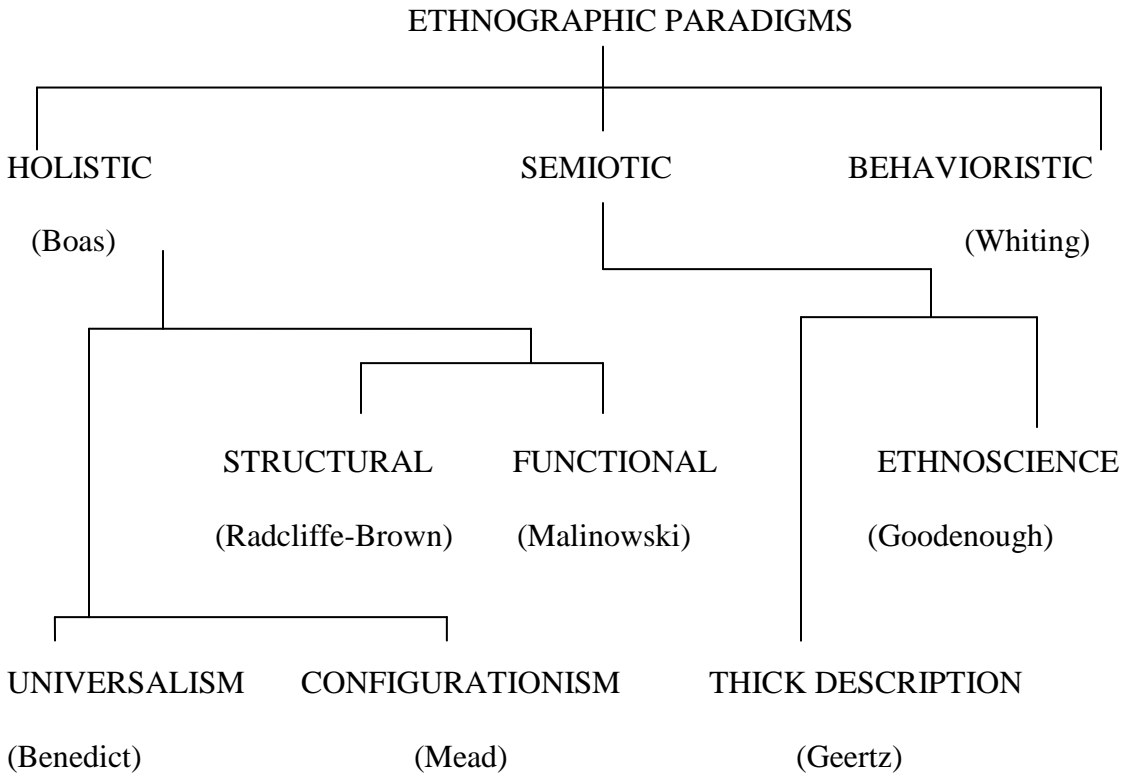 ETHNOGRAPHIC PARADIGMS
HOLISTIC SEMIOTIC BEHAVIORISTIC
(Boas) (Whiting)
STRUCTURAL FUNCTIONAL ETHNOSCIENCE
(Radcliffe-Brown) (Malinowski) (Goodenough)
UNIVERSALISM CONFIGURATIONISM THICK DESCRIPTION
(Benedict) (Mead) (Geertz)